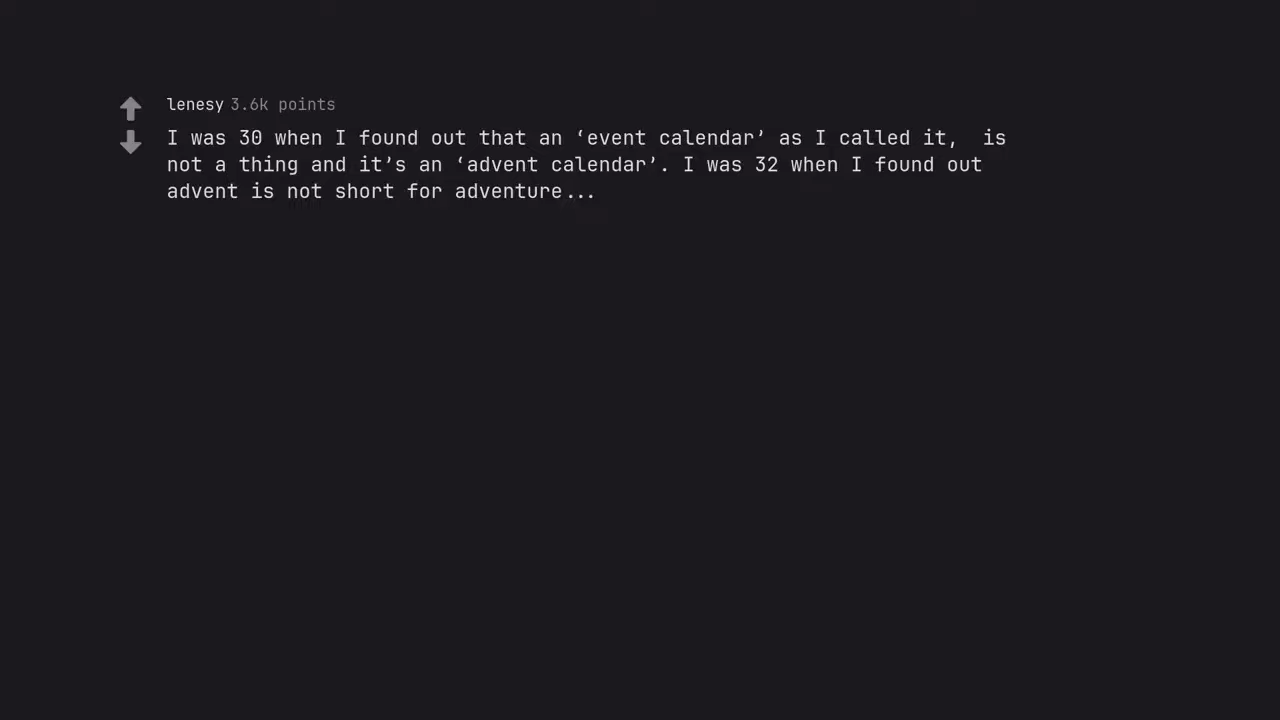 lenesy 3.6k points
I was 30 when I found out that an ‘event calendar’ as I called it,  is
not a thing and it’s an ‘advent calendar’. I was 32 when I found out
advent is not short for adventure...